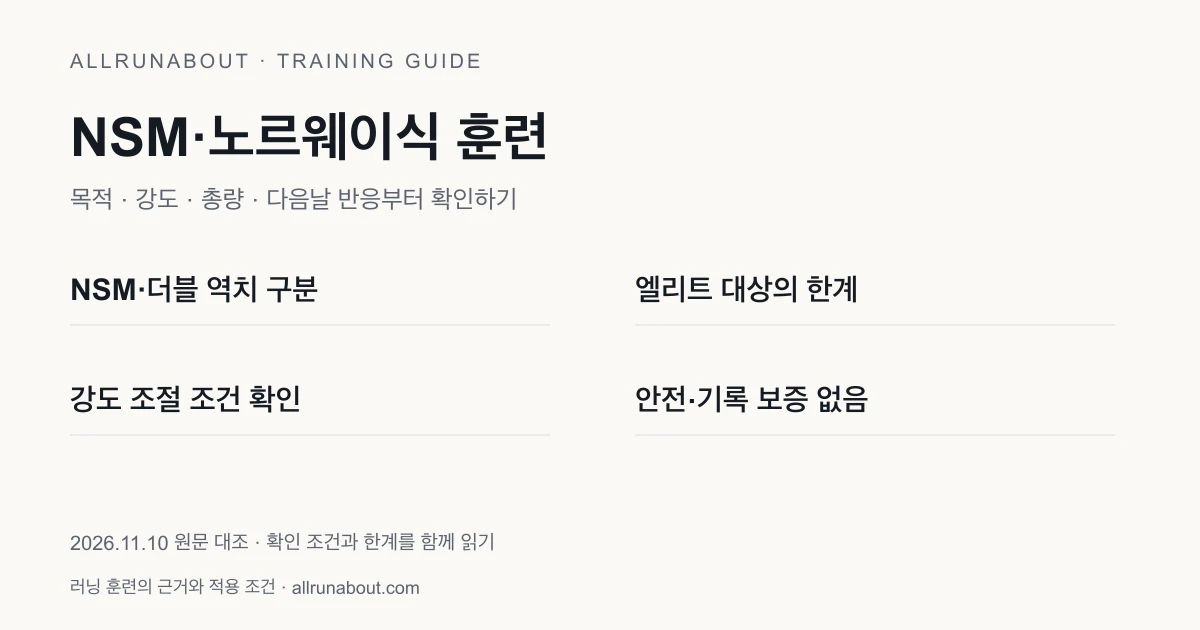 ALLRUNABOUT · TRAINING GUIDE
NSM·노르웨이식 훈련
목적 · 강도 · 총량 · 다음날 반응부터 확인하기
NSM·더블 역치 구분
엘리트 대상의 한계
강도 조절 조건 확인
안전·기록 보증 없음
2026.11.10 원문 대조 · 확인 조건과 한계를 함께 읽기
러닝 훈련의 근거와 적용 조건 · allrunabout.com